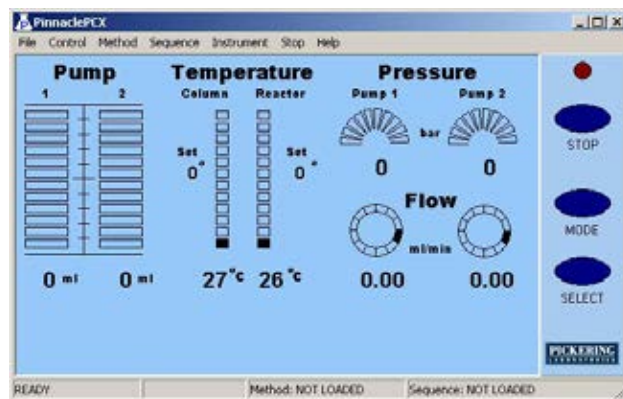 PinnaclePCX
File Control Method Sequence Instrument Stop Help
Pump Temperature Pressure
1 2 Column Reactor Pump 1 Pump 2
Set Set bar STOP
0° 0° 0 0
Flow
MODE
ml/min
0 ml 0 ml 27°C 26°C 0.00 0.00
SELECT
PICKERING
LABORATORIES
READY Method: NOT LOADED Sequence: NOT LOADED